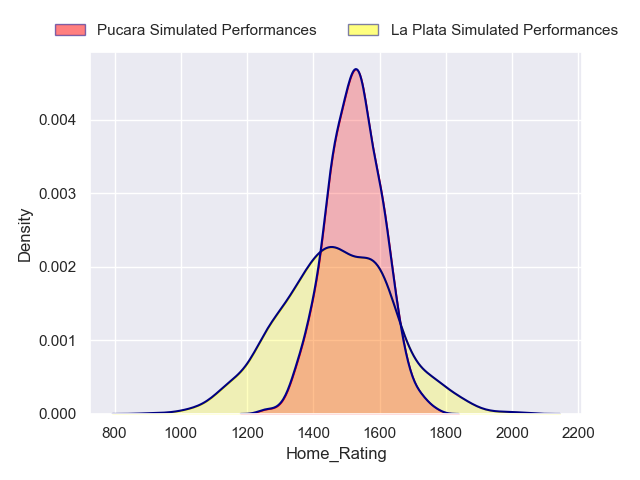 Pucara Simulated Performances La Plata Simulated Performances
0.004
0.003
0.002
0.001
0.000
Density
800 1000 1200 1400 1600 1800 2000 2200
Home_Rating